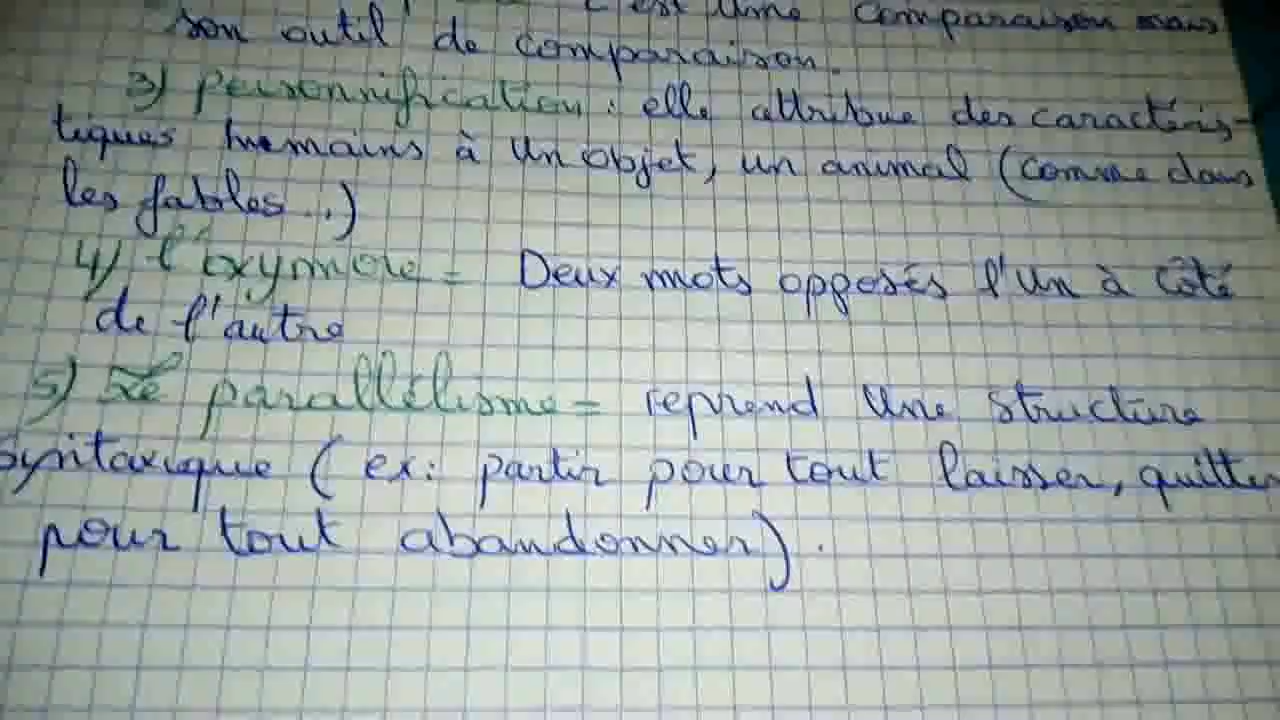 c'est une comparaison mais
son outil de comparaison.
3) personnification : elle attribue des caractéris-
tiques humains à un objet, un animal (comme dans
les fables...)
4) l'oxymore = Deux mots opposés l'un à côté
de l'autre
5) Le parallélisme = reprend une structure
syntaxique (ex: partir pour tout laisser, quitter
pour tout abandonner).